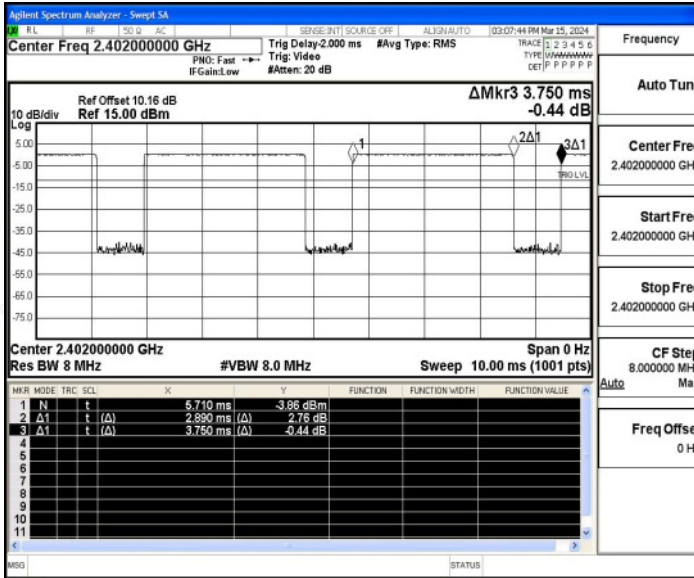 Agilent Spectrum Analyzer - Swept SA
RL RF 50 Ω AC SENSE:INT SOURCE OFF ALIGNAUTO 03:07:44 PM Mar 15, 2024
Center Freq 2.402000000 GHz
Trig Delay-2.000 ms #Avg Type: RMS
TRACE 1 2 3 4 5 6
PNO: Fast
Trig: Video
TYPE WWWWWW
IFGain:Low
#Atten: 20 dB
DET P P P P P P
Ref Offset 10.16 dB
ΔMkr3 3.750 ms
10 dB/div Ref 15.00 dBm
-0.44 dB
Log
5.00
-5.00
-15.0
-25.0
-35.0
-45.0
-55.0
-65.0
-75.0
1
2Δ1
3Δ1
TRIG LVL
Center 2.402000000 GHz Span 0 Hz
Res BW 8 MHz #VBW 8.0 MHz Sweep 10.00 ms (1001 pts)
MKR MODE TRC SCL X Y FUNCTION FUNCTION WIDTH FUNCTION VALUE
1 N t 5.710 ms -3.86 dBm
2 Δ1 t (Δ) 2.890 ms (Δ) 2.76 dB
3 Δ1 t (Δ) 3.750 ms (Δ) -0.44 dB
4
5
6
7
8
9
10
11
MSG STATUS
Frequency
Auto Tun
Center Fre
2.402000000 GH
Start Fre
2.402000000 GH
Stop Fre
2.402000000 GH
CF Step
8.000000 MH
Auto Ma
Freq Offse
0 H